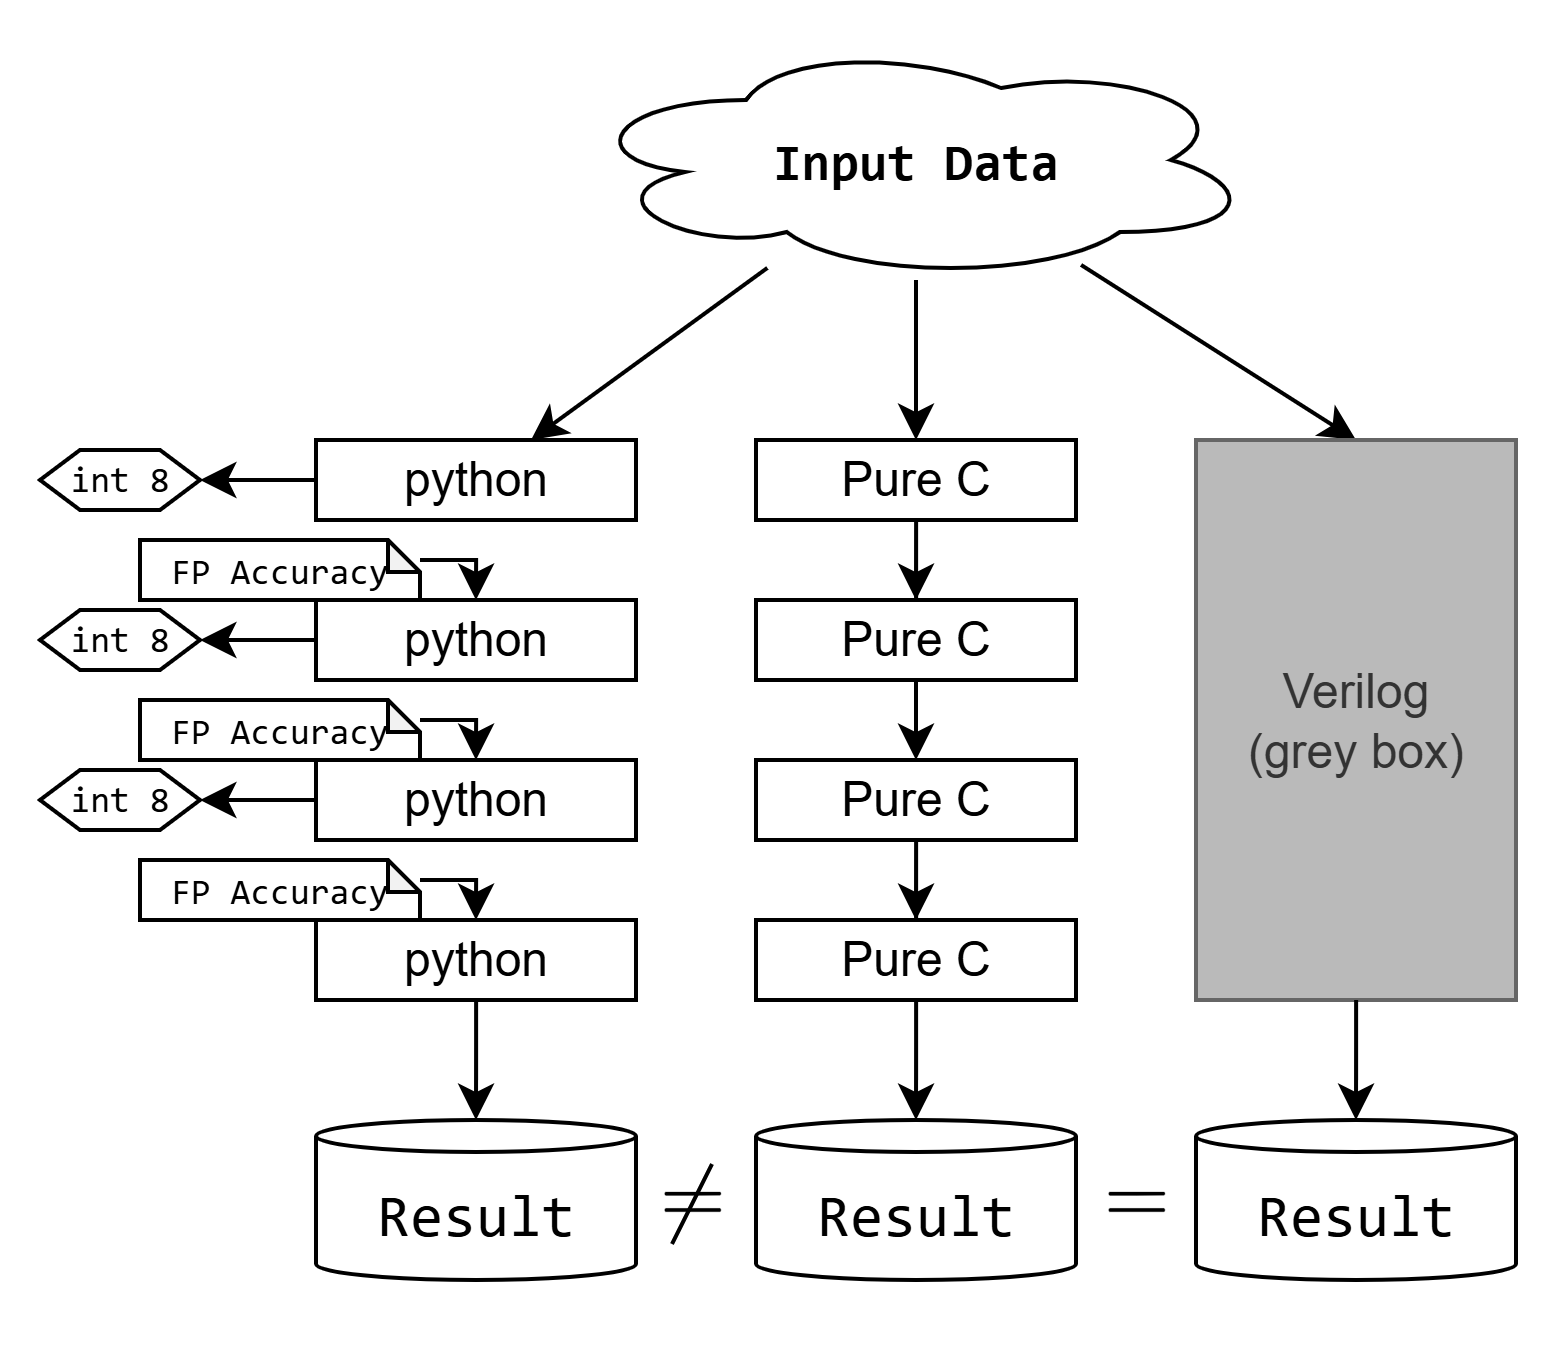 Input Data
int 8
python
Pure C
FP Accuracy
int 8
python
Pure C
Verilog
(grey box)
FP Accuracy
int 8
python
Pure C
FP Accuracy
python
Pure C
Result
≠
Result
=
Result